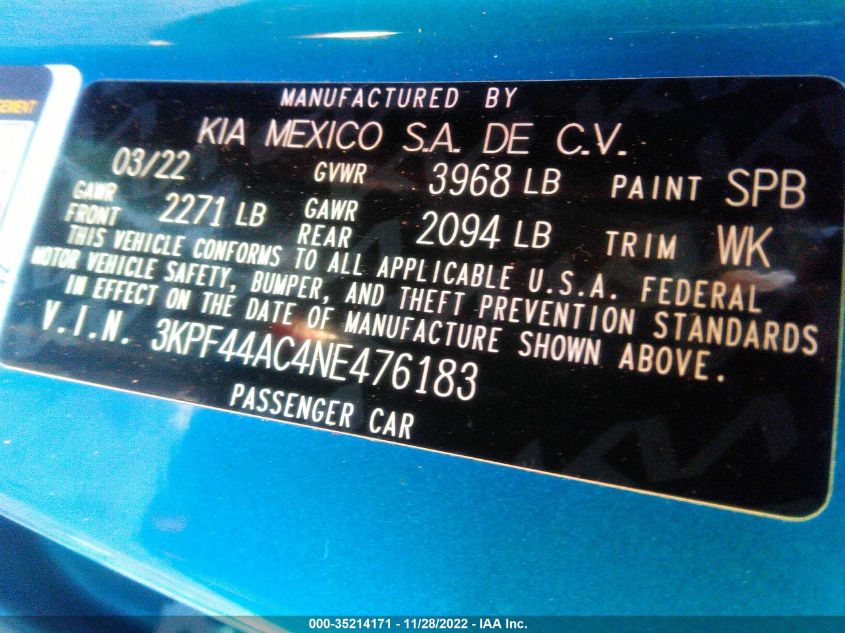 GEMENT
MANUFACTURED BY
KIA MEXICO S.A. DE C.V.
03/22 GVWR 3968 LB PAINT SPB
GAWR FRONT 2271 LB GAWR REAR 2094 LB TRIM WK
THIS VEHICLE CONFORMS TO ALL APPLICABLE U.S.A. FEDERAL
MOTOR VEHICLE SAFETY, BUMPER, AND THEFT PREVENTION STANDARDS
IN EFFECT ON THE DATE OF MANUFACTURE SHOWN ABOVE.
V.I.N. 3KPF44AC4NE476183
PASSENGER CAR
000-35214171 - 11/28/2022 - IAA Inc.